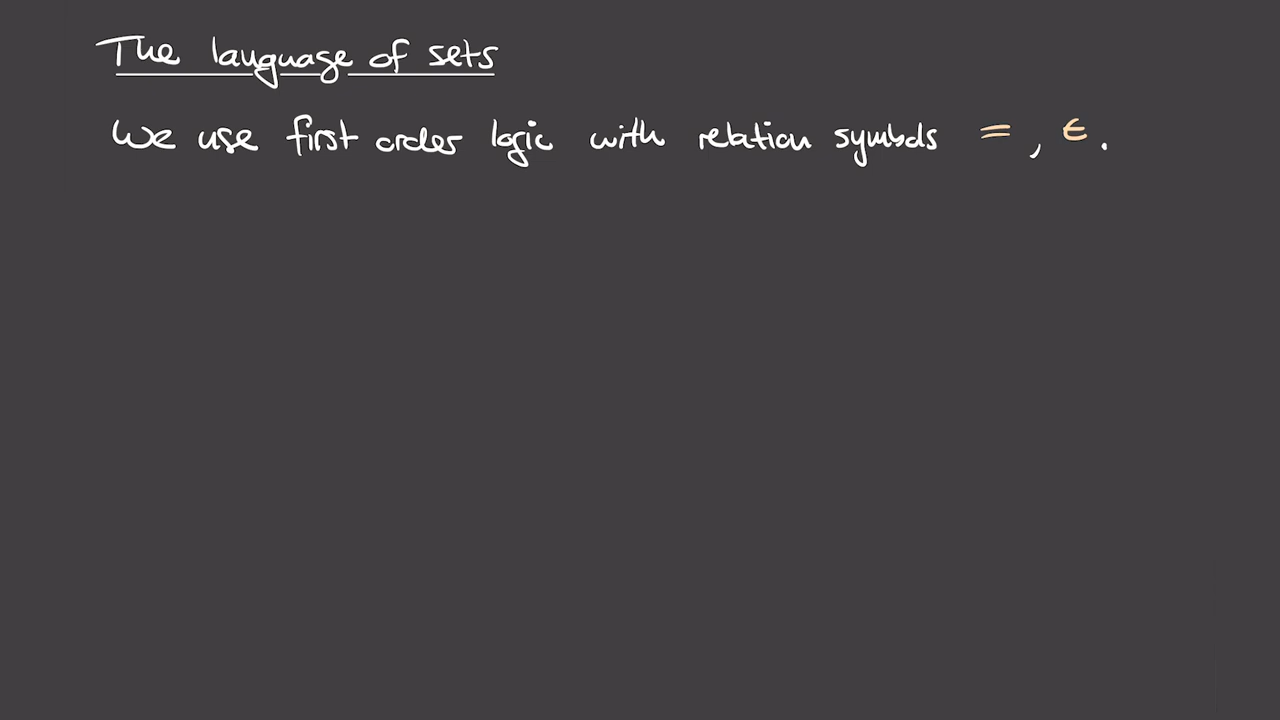 The language of sets
We use first order logic with relation symbols = , ∈ .